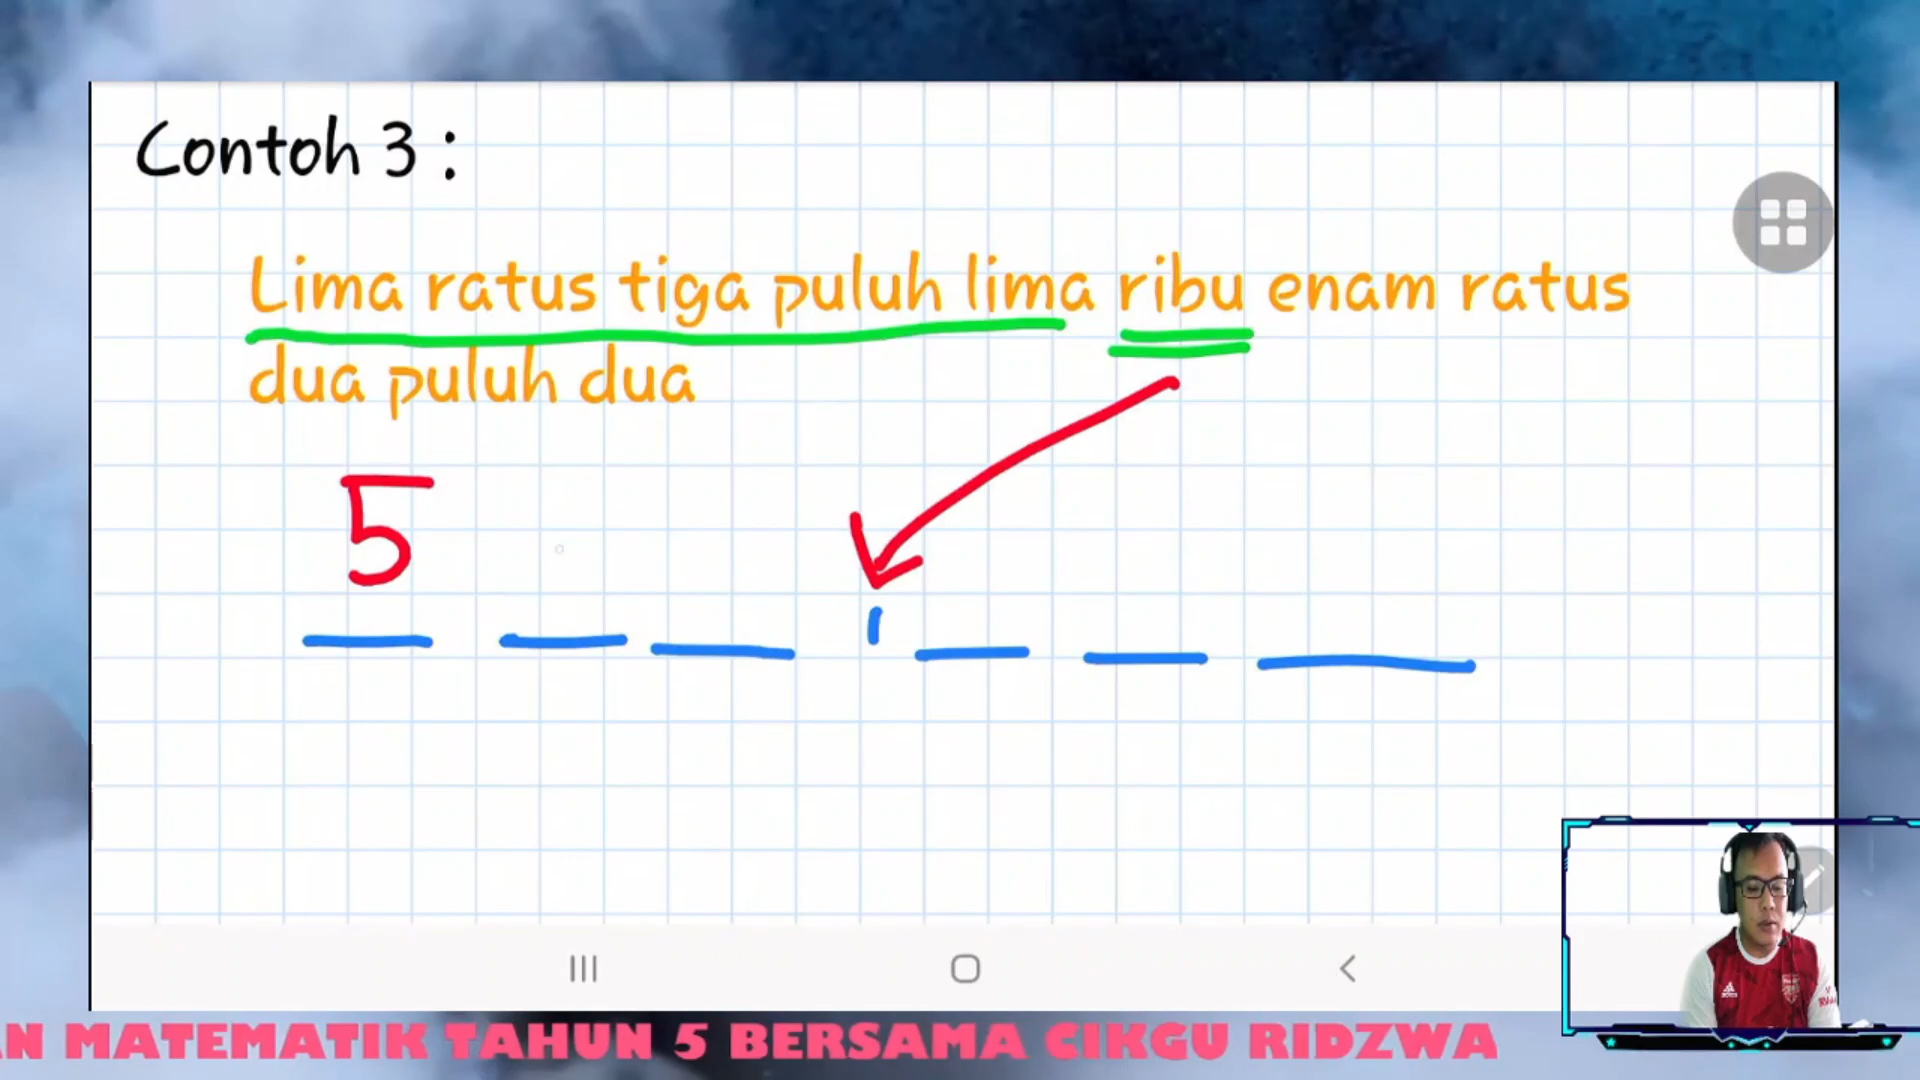 Contoh 3 :
Lima ratus tiga puluh lima ribu enam ratus
dua puluh dua
5
N MATEMATIK TAHUN 5 BERSAMA CIKGU RIDZWA